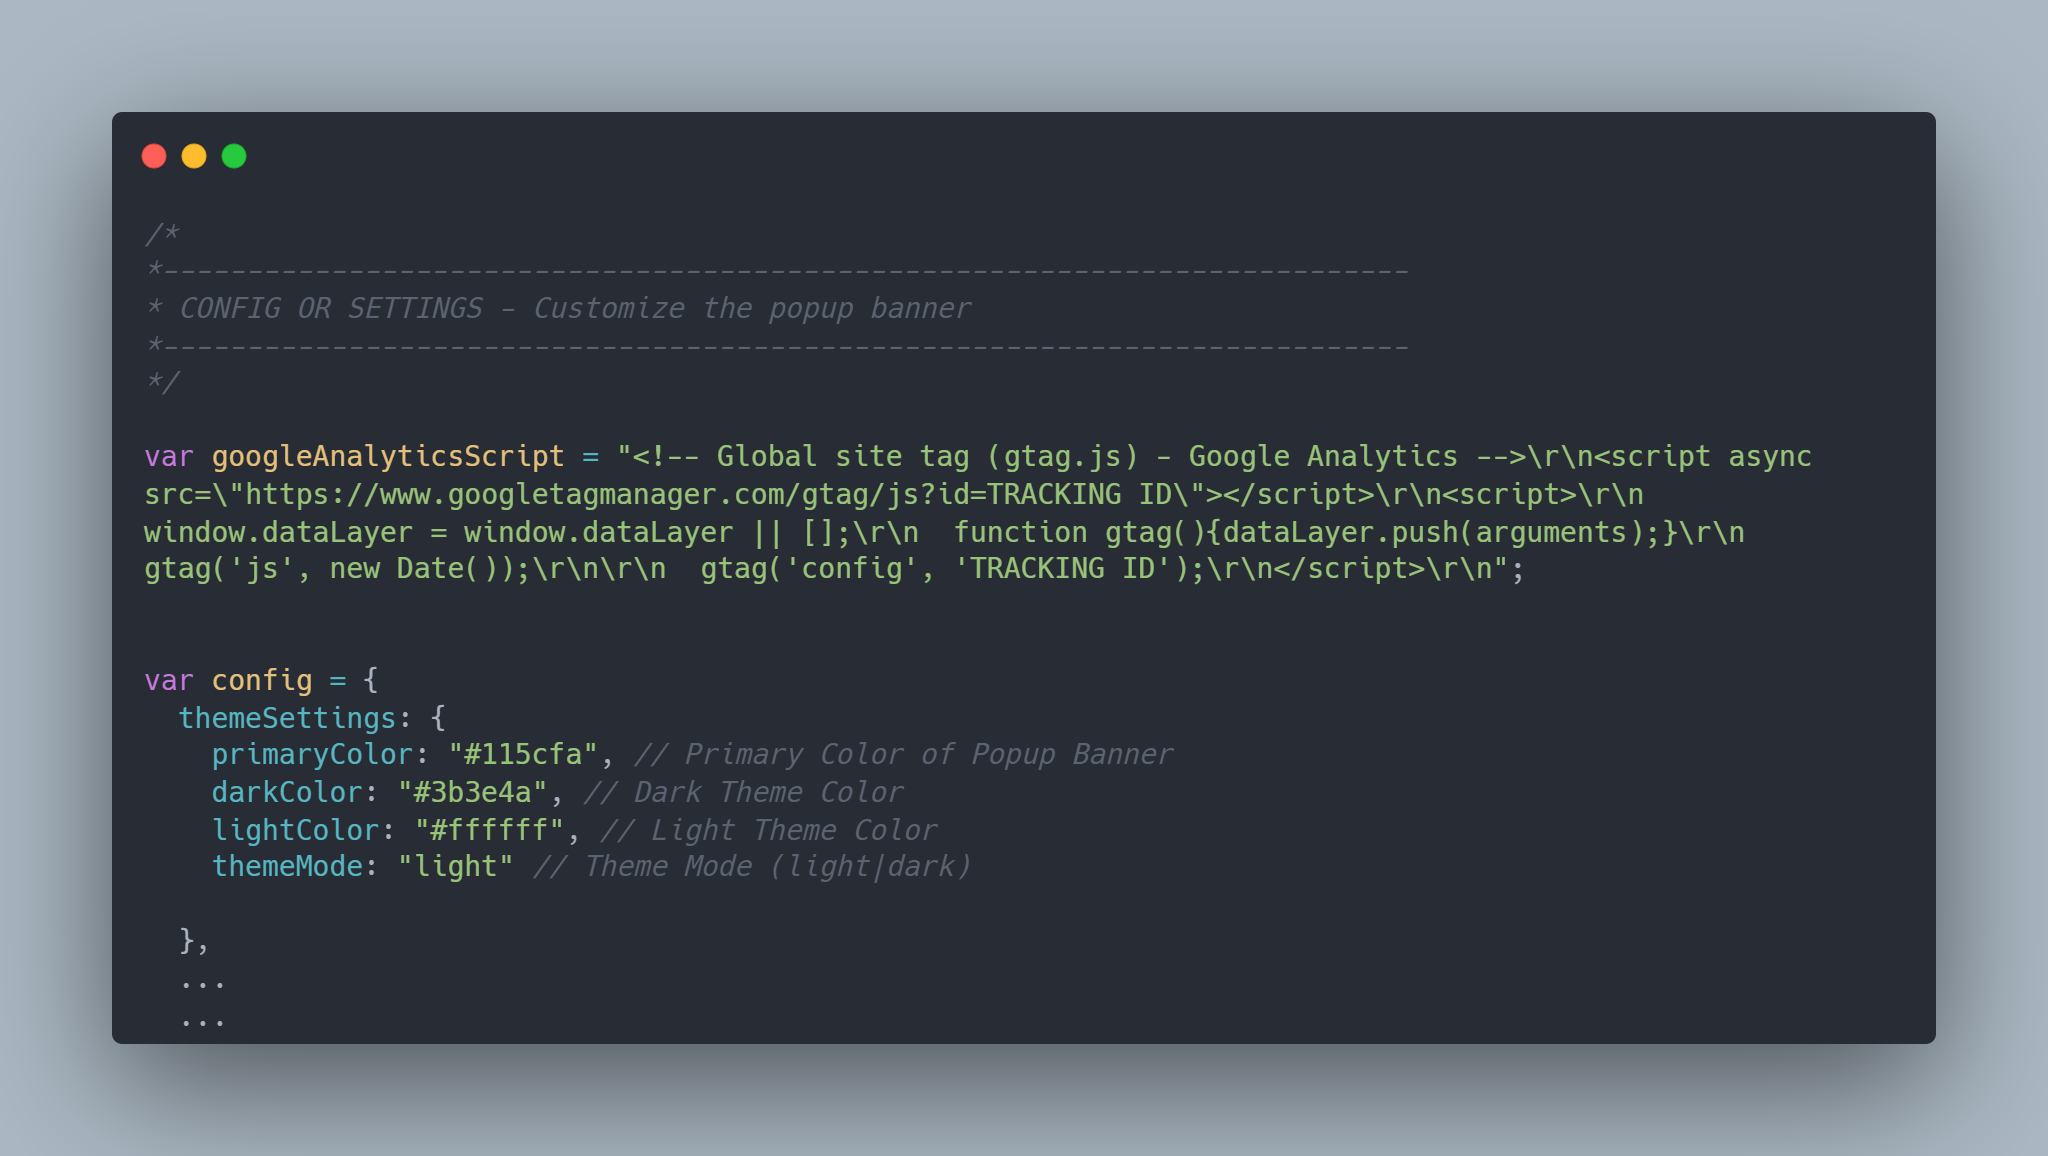 /*
*--------------------------------------------------------------------------
* CONFIG OR SETTINGS - Customize the popup banner
*--------------------------------------------------------------------------
*/
var googleAnalyticsScript = "<!-- Global site tag (gtag.js) - Google Analytics -->\r\n<script async
src=\"https://www.googletagmanager.com/gtag/js?id=TRACKING ID\"></script>\r\n<script>\r\n
window.dataLayer = window.dataLayer || [];\r\n  function gtag(){dataLayer.push(arguments);}\r\n
gtag('js', new Date());\r\n\r\n  gtag('config', 'TRACKING ID');\r\n</script>\r\n";
var config = {
  themeSettings: {
    primaryColor: "#115cfa", // Primary Color of Popup Banner
    darkColor: "#3b3e4a", // Dark Theme Color
    lightColor: "#ffffff", // Light Theme Color
    themeMode: "light" // Theme Mode (light|dark)
  },
  ...
  ...